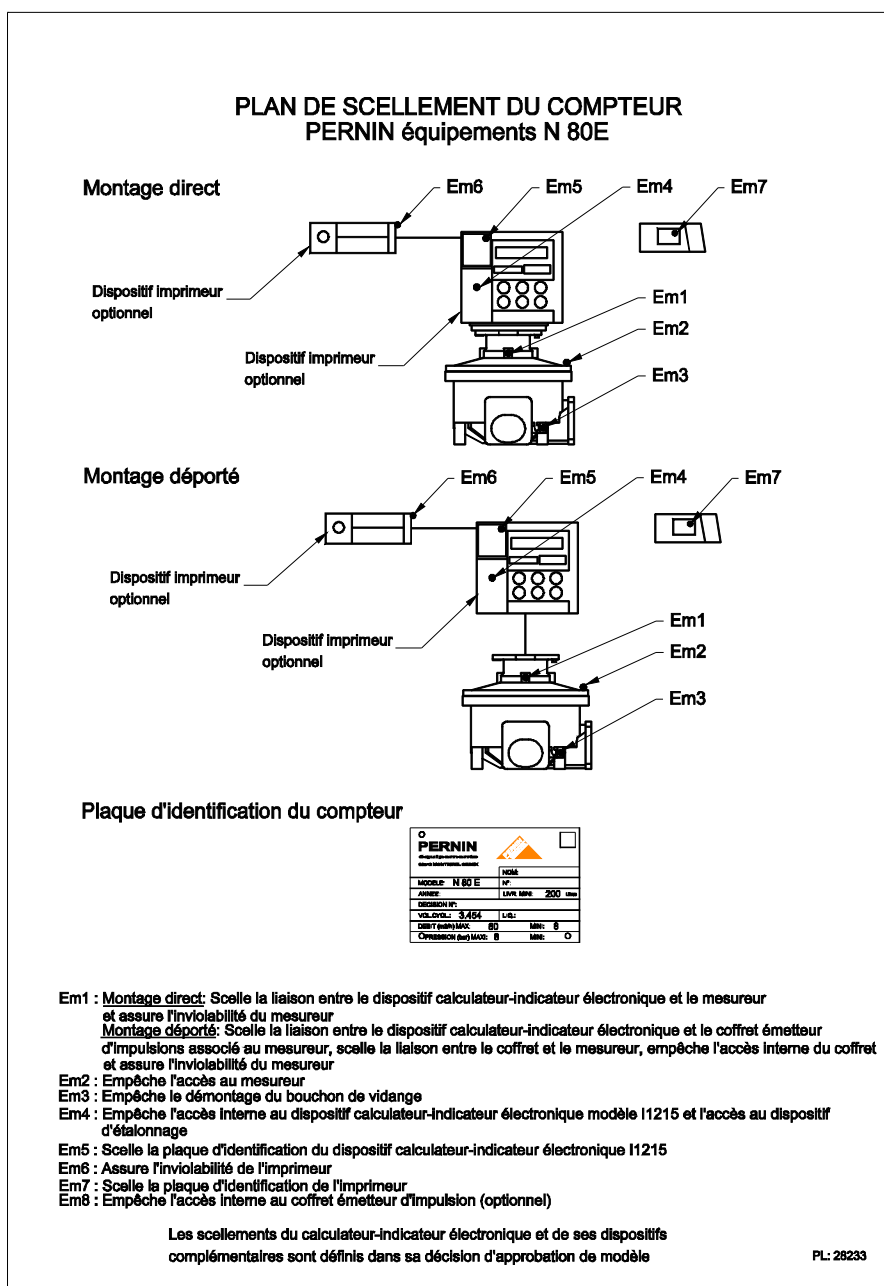 PLAN DE SCELLEMENT DU COMPTEUR
PERNIN équipements N 80E
Montage direct
Em6
Em5
Em4
Em7
Dispositif imprimeur
optionnel
Em1
Em2
Dispositif imprimeur
optionnel
Em3
Montage déporté
Em6
Em5
Em4
Em7
Dispositif imprimeur
optionnel
Em1
Dispositif imprimeur
optionnel
Em2
Em3
Plaque d'identification du compteur
PERNIN
NOM:
MODELE: N 80 E N°:
ANNEE: LIVR. MINI: 200
DECISION N°:
VOL.CYCL.: 3.454
DEBIT (m3/h) MAX: 80 MINI: 8
PRESSION (bar) MAXI: 8 MINI:
Em1 : Montage direct: Scelle la liaison entre le dispositif calculateur-indicateur électronique et le mesureur
et assure l'inviolabilité du mesureur
Montage déporté: Scelle la liaison entre le dispositif calculateur-indicateur électronique et le coffret émetteur
d'impulsions associé au mesureur, scelle la liaison entre le coffret et le mesureur, empêche l'accès interne du coffret
et assure l'inviolabilité du mesureur
Em2 : Empêche l'accès au mesureur
Em3 : Empêche le démontage du bouchon de vidange
Em4 : Empêche l'accès interne au dispositif calculateur-indicateur électronique modèle I1215 et l'accès au dispositif
d'étalonnage
Em5 : Scelle la plaque d'identification du dispositif calculateur-indicateur électronique I1215
Em6 : Assure l'inviolabilité de l'imprimeur
Em7 : Scelle la plaque d'identification de l'imprimeur
Em8 : Empêche l'accès interne au coffret émetteur d'impulsion (optionnel)
Les scellements du calculateur-indicateur électronique et de ses dispositifs
complémentaires sont définis dans sa décision d'approbation de modèle
PL: 28233